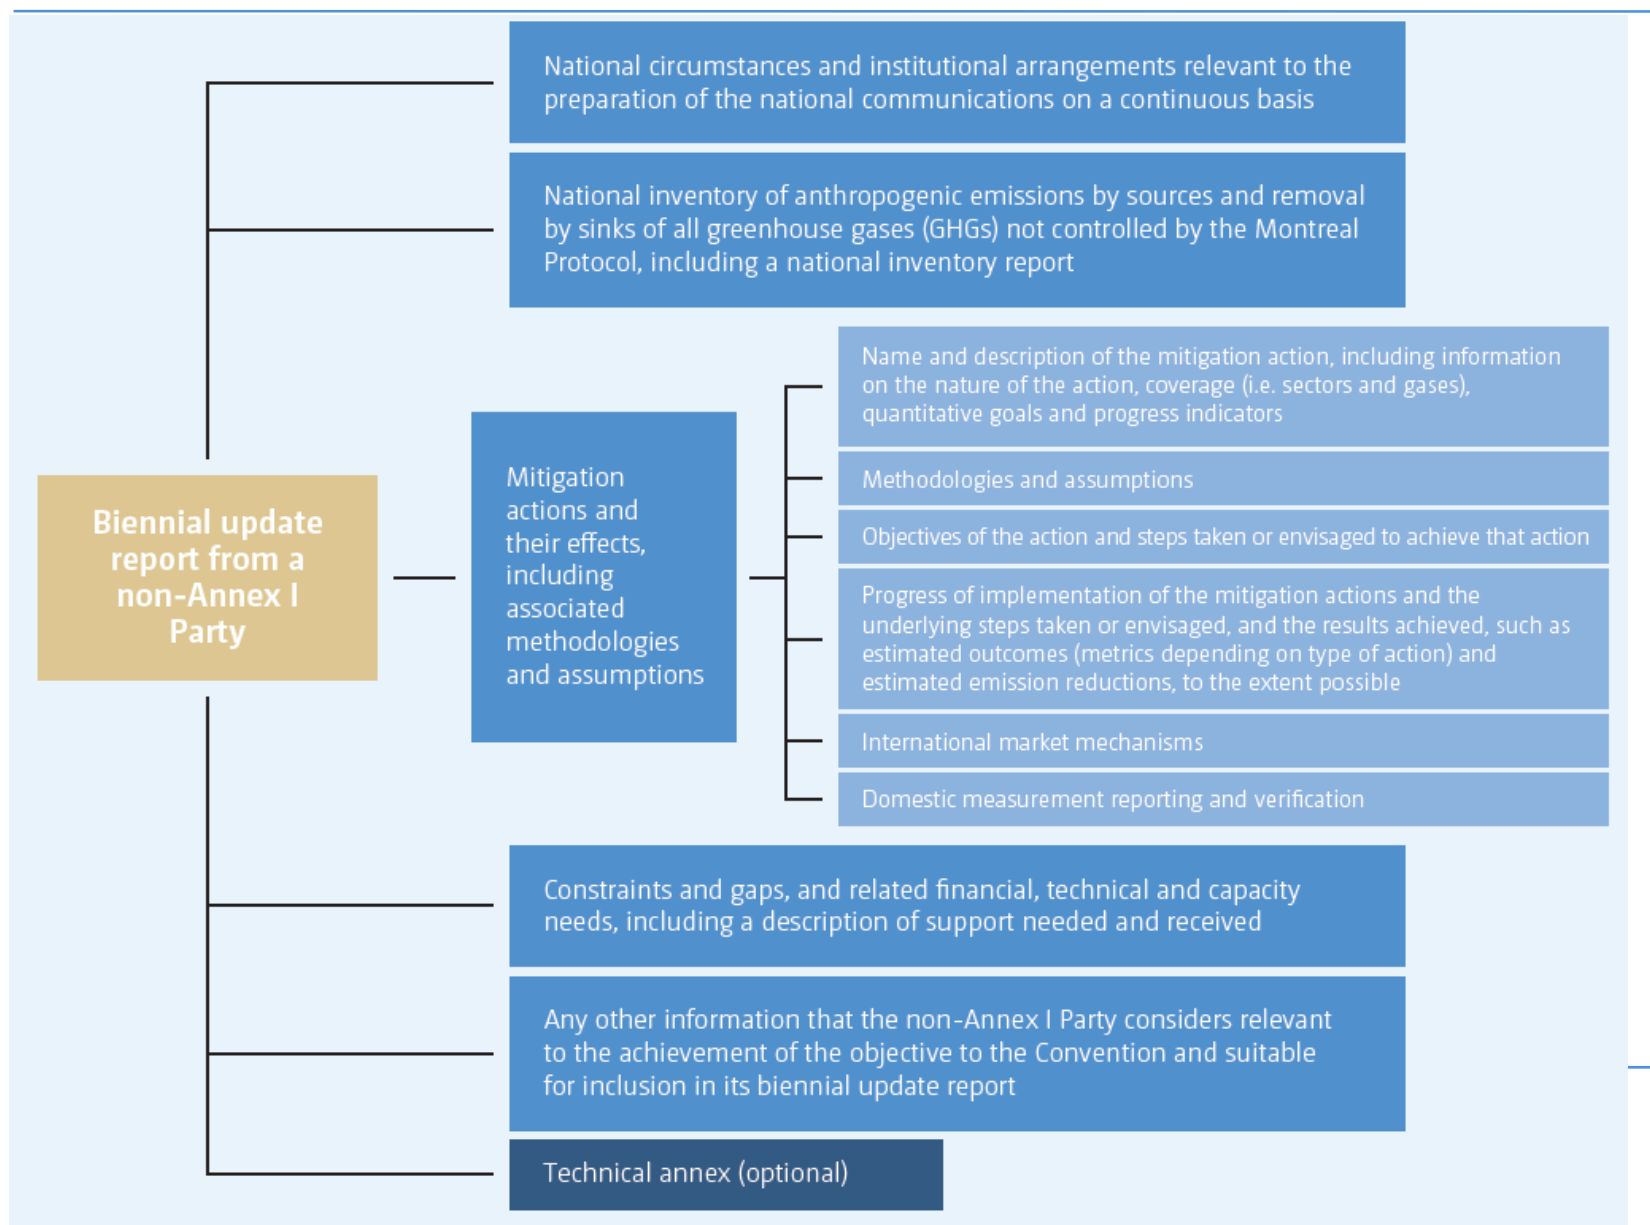 National circumstances and institutional arrangements relevant to the
preparation of the national communications on a continuous basis
National inventory of anthropogenic emissions by sources and removal
by sinks of all greenhouse gases (GHGs) not controlled by the Montreal
Protocol, including a national inventory report
Biennial update
report from a
non-Annex I
Party
Mitigation
actions and
their effects,
including
associated
methodologies
and assumptions
Name and description of the mitigation action, including information
on the nature of the action, coverage (i.e. sectors and gases),
quantitative goals and progress indicators
Methodologies and assumptions
Objectives of the action and steps taken or envisaged to achieve that action
Progress of implementation of the mitigation actions and the
underlying steps taken or envisaged, and the results achieved, such as
estimated outcomes (metrics depending on type of action) and
estimated emission reductions, to the extent possible
International market mechanisms
Domestic measurement reporting and verification
Constraints and gaps, and related financial, technical and capacity
needs, including a description of support needed and received
Any other information that the non-Annex I Party considers relevant
to the achievement of the objective to the Convention and suitable
for inclusion in its biennial update report
Technical annex (optional)